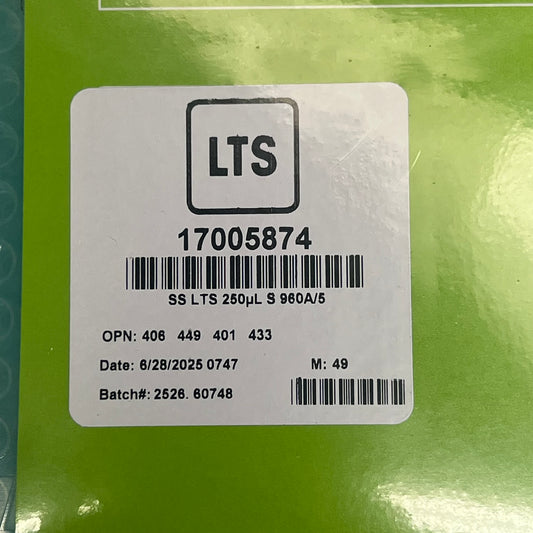 LTS
17005874
SS LTS 250µL S 960A/5
OPN: 406 449 401 433
Date: 6/28/2025 0747 M: 49
Batch#: 2526. 60748